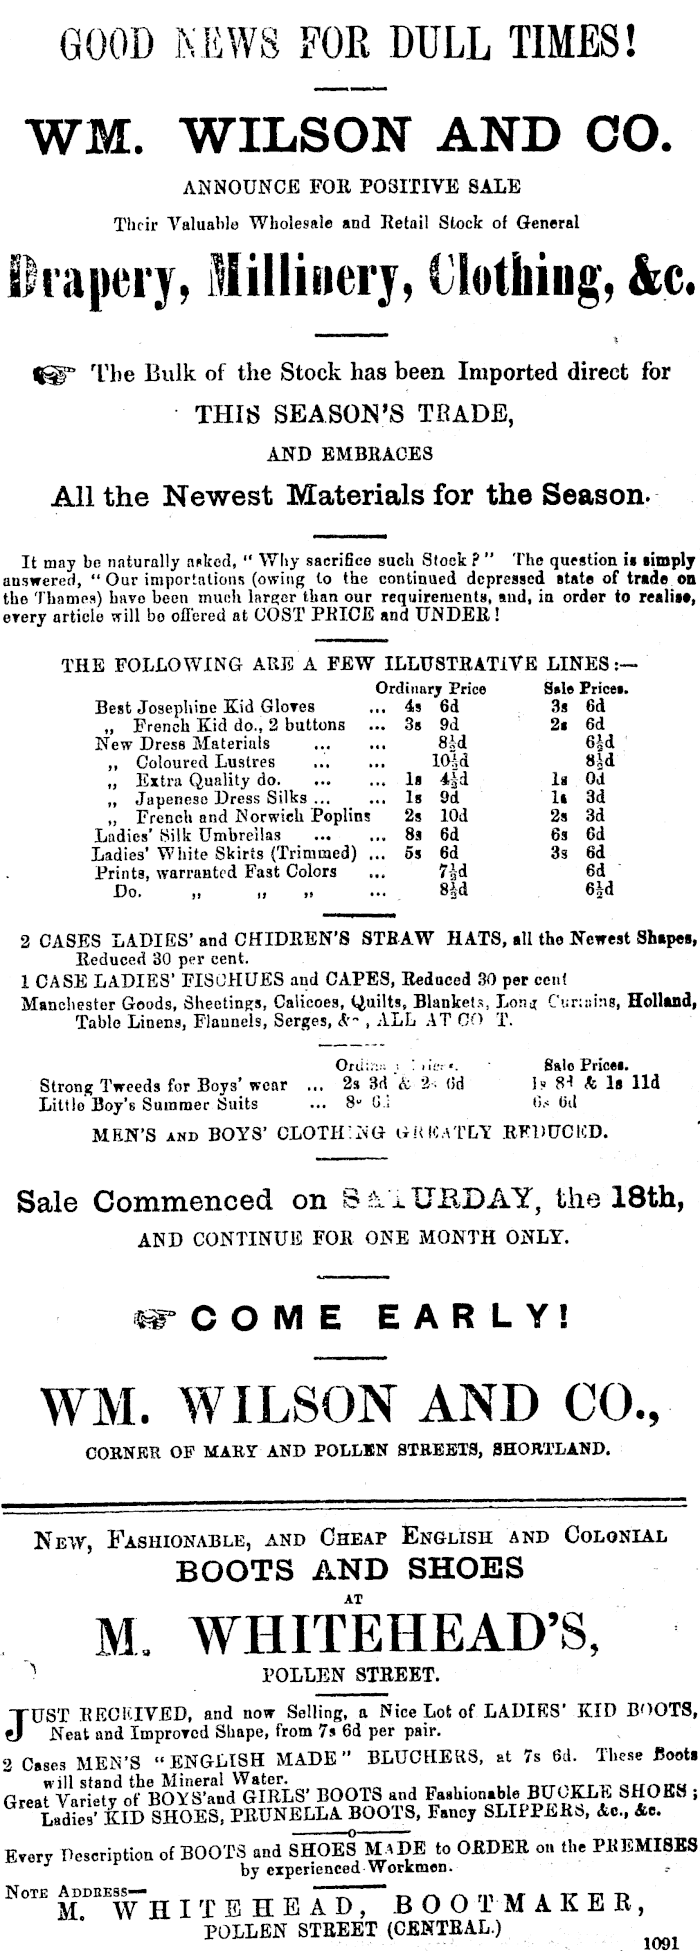 GOOD NEWS FOR DULL TIMES!
WM. WILSON AND CO.
ANNOUNCE FOR POSITIVE SALE
Their Valuable Wholesale and Retail Stock of General
Drapery, Millinery, Clothing, &c.
☞ The Bulk of the Stock has been Imported direct for
THIS SEASON'S TRADE,
AND EMBRACES
All the Newest Materials for the Season.
It may be naturally asked, "Why sacrifice such Stock?" The question is simply
answered, "Our importations (owing to the continued depressed state of trade on
the Thames) have been much larger than our requirements, and, in order to realise,
every article will be offered at COST PRICE and UNDER!
THE FOLLOWING ARE A FEW ILLUSTRATIVE LINES:—
Ordinary Price Sale Prices.
Best Josephine Kid Gloves ... 4s 6d 3s 6d
„ French Kid do., 2 buttons ... 3s 9d 2s 6d
New Dress Materials ... ... 8½d 6½d
„ Coloured Lustres ... ... 10½d 8½d
„ Extra Quality do. ... ... 1s 4½d 1s 0d
„ Japenese Dress Silks ... ... 1s 9d 1s 3d
„ French and Norwich Poplins 2s 10d 2s 3d
Ladies' Silk Umbrellas ... ... 8s 6d 6s 6d
Ladies' White Skirts (Trimmed) ... 5s 6d 3s 6d
Prints, warranted Fast Colors ... 7½d 6d
Do. „ „ „ ... 8½d 6½d
2 CASES LADIES' and CHIDREN'S STRAW HATS, all the Newest Shapes,
Reduced 30 per cent.
1 CASE LADIES' FISCHUES and CAPES, Reduced 30 per cent
Manchester Goods, Sheetings, Calicoes, Quilts, Blankets, Long Curtains, Holland,
Table Linens, Flannels, Serges, &c, ALL AT CO T.
Ordinary Prices. Sale Prices.
Strong Tweeds for Boys' wear ... 2s 3d & 2s 6d 1s 8d & 1s 11d
Little Boy's Summer Suits ... 8s 6d 6s 6d
MEN'S AND BOYS' CLOTHING GREATLY REDUCED.
Sale Commenced on SATURDAY, the 18th,
AND CONTINUE FOR ONE MONTH ONLY.
☞ COME EARLY!
WM. WILSON AND CO.,
CORNER OF MARY AND POLLEN STREETS, SHORTLAND.
NEW, FASHIONABLE, AND CHEAP ENGLISH AND COLONIAL
BOOTS AND SHOES
AT
M. WHITEHEAD'S,
POLLEN STREET.
JUST RECEIVED, and now Selling, a Nice Lot of LADIES' KID BOOTS,
Neat and Improved Shape, from 7s 6d per pair.
2 Cases MEN'S "ENGLISH MADE" BLUCHERS, at 7s 6d. These Boots
will stand the Mineral Water.
Great Variety of BOYS'and GIRLS' BOOTS and Fashionable BUCKLE SHOES;
Ladies' KID SHOES, PRUNELLA BOOTS, Fancy SLIPPERS, &c., &c.
Every Description of BOOTS and SHOES MADE to ORDER on the PREMISES
by experienced Workmen.
NOTE ADDRESS—
M. WHITEHEAD, BOOTMAKER,
POLLEN STREET (CENTRAL.)
1091